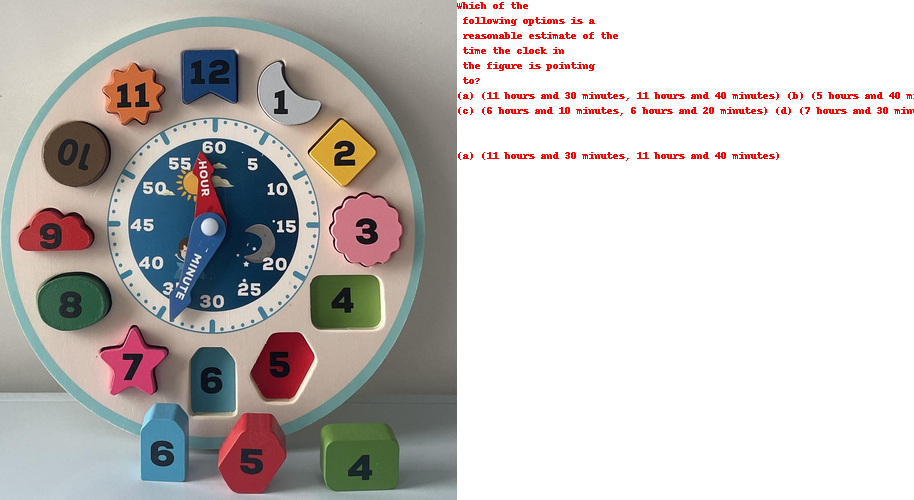 12
11
1
10
2
9
3
8
4
7
6
5
60
55
5
50
10
45
15
40
20
25
30
HOUR
MINUTE
6
5
4
Which of the
following options is a
reasonable estimate of the
time the clock in
the figure is pointing
to?
(a) (11 hours and 30 minutes, 11 hours and 40 minutes) (b) (5 hours and 40
(c) (6 hours and 10 minutes, 6 hours and 20 minutes) (d) (7 hours and 30
(a) (11 hours and 30 minutes, 11 hours and 40 minutes)